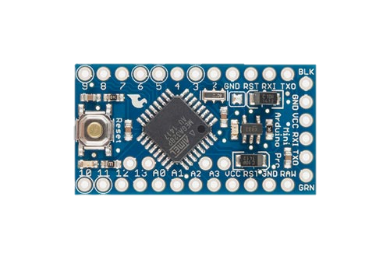 9 8 7 6 5 4 3 2 GND RST RXI TXO
BLK
GND
VCC
RXI
TXO
GRN
Reset
Arduino Pro
Mini
ATMEL
10 11 12 13 A0 A1 A2 A3 VCC RST GND RAW